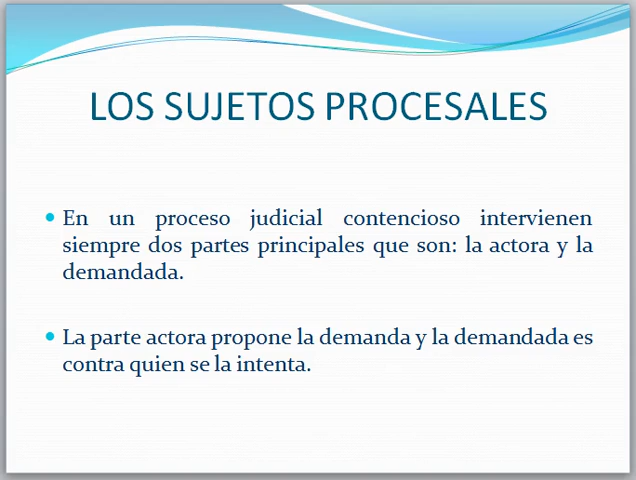 LOS SUJETOS PROCESALES
• En un proceso judicial contencioso intervienen
siempre dos partes principales que son: la actora y la
demandada.
• La parte actora propone la demanda y la demandada es
contra quien se la intenta.